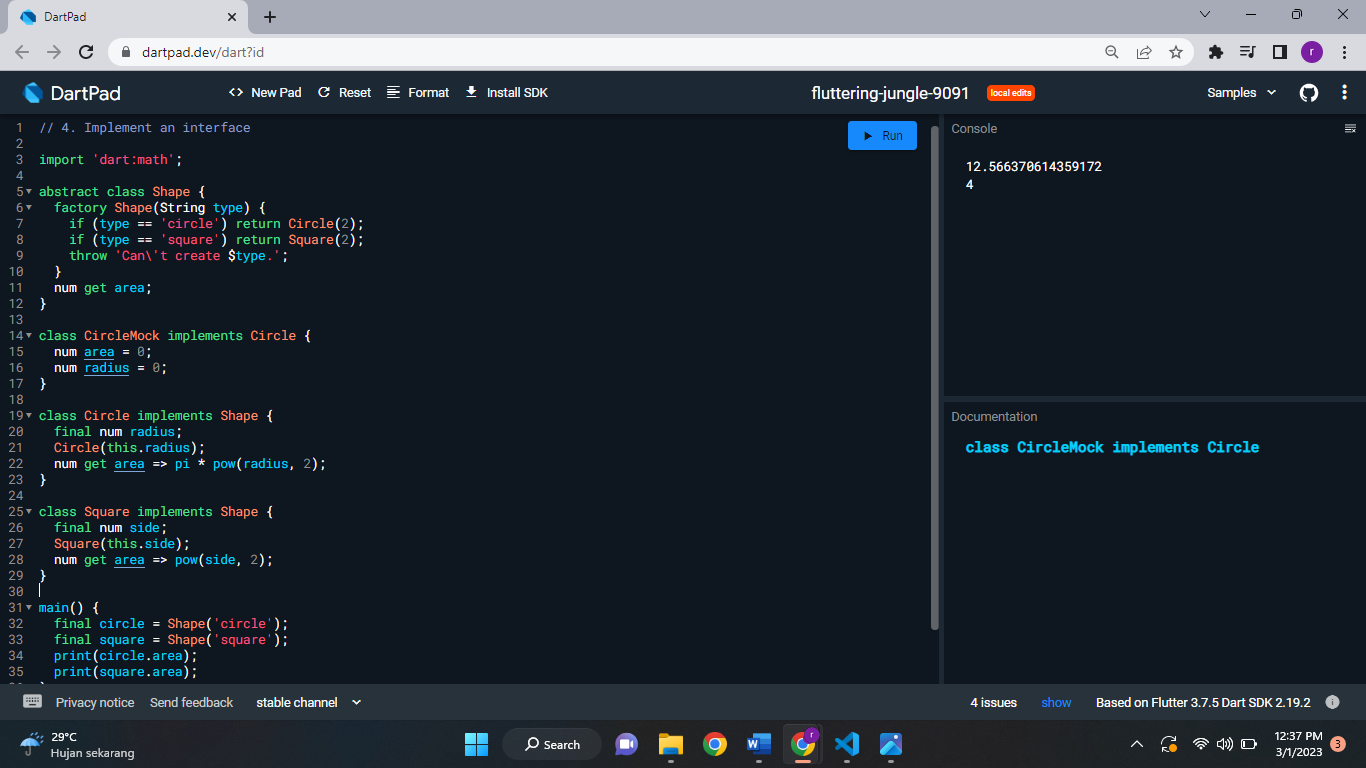 DartPad
dartpad.dev/dart?id
r
DartPad
New Pad
Reset
Format
Install SDK
fluttering-jungle-9091
local edits
Samples
1 // 4. Implement an interface
2
3 import 'dart:math';
4
5 abstract class Shape {
6   factory Shape(String type) {
7     if (type == 'circle') return Circle(2);
8     if (type == 'square') return Square(2);
9     throw 'Can\'t create $type.';
10   }
11   num get area;
12 }
13
14 class CircleMock implements Circle {
15   num area = 0;
16   num radius = 0;
17 }
18
19 class Circle implements Shape {
20   final num radius;
21   Circle(this.radius);
22   num get area => pi * pow(radius, 2);
23 }
24
25 class Square implements Shape {
26   final num side;
27   Square(this.side);
28   num get area => pow(side, 2);
29 }
30
31 main() {
32   final circle = Shape('circle');
33   final square = Shape('square');
34   print(circle.area);
35   print(square.area);
Run
Console
12.566370614359172
4
Documentation
class CircleMock implements Circle
Privacy notice
Send feedback
stable channel
4 issues
show
Based on Flutter 3.7.5 Dart SDK 2.19.2
29°C
Hujan sekarang
Search
r
12:37 PM
3/1/2023
3